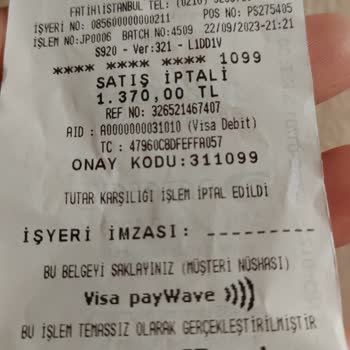 FATİH\İSTANBUL TEL: (0216)
İŞYERİ NO: 085600000000211 POS NO: PS275405
İŞLEM NO:JP0006 BATCH NO:4509 22/09/2023-21:21
S920 - Ver:321 - L1DD1V
**** **** **** 1099
SATIŞ İPTALİ
1.370,00 TL
REF NO: 326521467407
AID : A0000000031010 (Visa Debit)
TC : 47960C8DFEFFA057
ONAY KODU:311099
TUTAR KARŞILIĞI İŞLEM İPTAL EDİLDİ
İŞYERİ İMZASI: ---------
BU BELGEYİ SAKLAYINIZ (MÜŞTERİ NÜSHASI)
Visa payWave
BU İŞLEM TEMASSIZ OLARAK GERÇEKLEŞTİRİLMİŞTİR